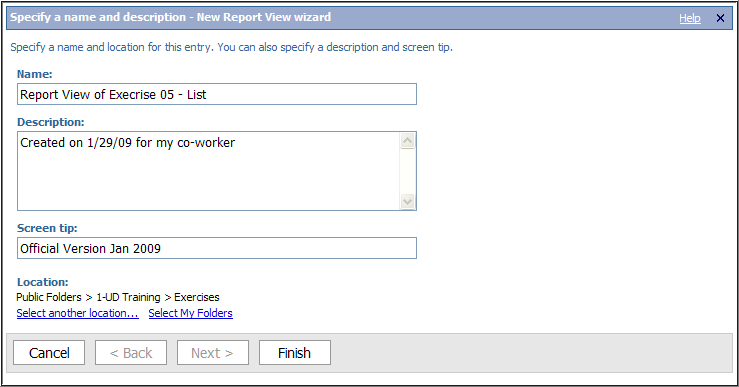 Specify a name and description - New Report View wizard Help ×
Specify a name and location for this entry. You can also specify a description and screen tip.
Name:
Report View of Execrise 05 - List
Description:
Created on 1/29/09 for my co-worker
Screen tip:
Official Version Jan 2009
Location:
Public Folders > 1-UD Training > Exercises
Select another location... Select My Folders
Cancel < Back Next > Finish